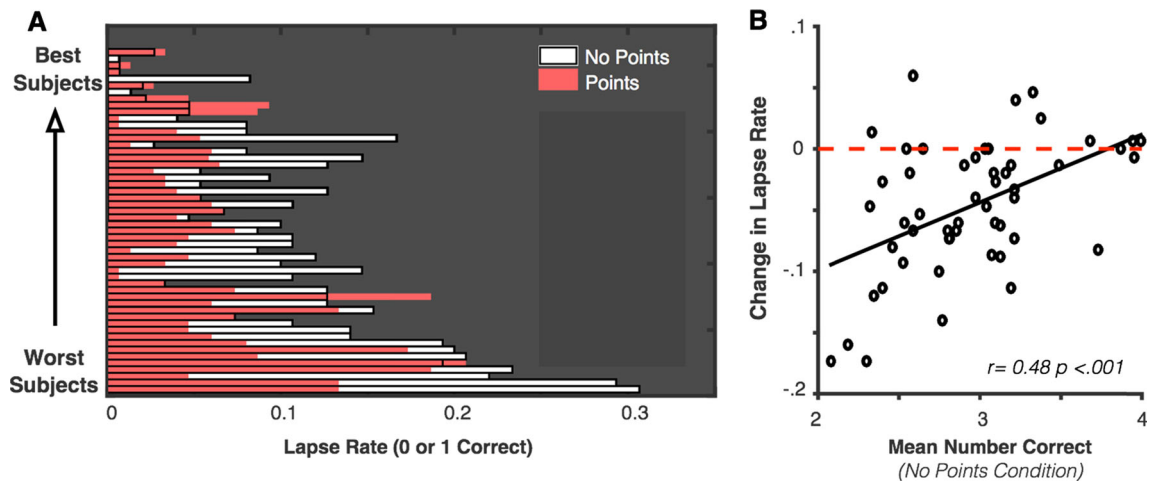 A
Best
Subjects
Worst
Subjects
No Points
Points
0
0.1
0.2
0.3
Lapse Rate (0 or 1 Correct)
B
Change in Lapse Rate
.1
0
-.1
-.2
r= 0.48 p <.001
2
3
4
Mean Number Correct
(No Points Condition)